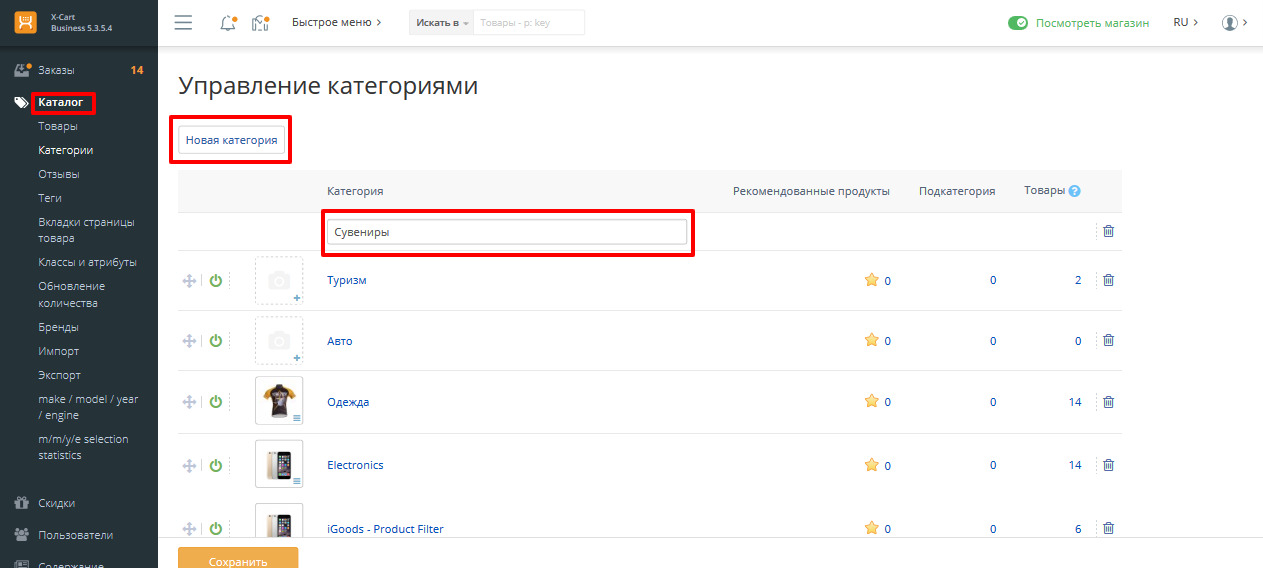 X-Cart
Business 5.3.5.4
Быстрое меню
Искать в
Товары - p: key
Посмотреть магазин
RU
Заказы
14
Каталог
Товары
Категории
Отзывы
Теги
Вкладки страницы
товара
Классы и атрибуты
Обновление
количества
Бренды
Импорт
Экспорт
make / model / year
/ engine
m/m/y/e selection
statistics
Скидки
Пользователи
Содержание
Управление категориями
Новая категория
Категория Рекомендованные продукты Подкатегория Товары ?
Сувениры
Туризм 0 0 2
Авто 0 0 0
Одежда 0 0 14
Electronics 0 0 14
iGoods - Product Filter 0 0 6
Сохранить